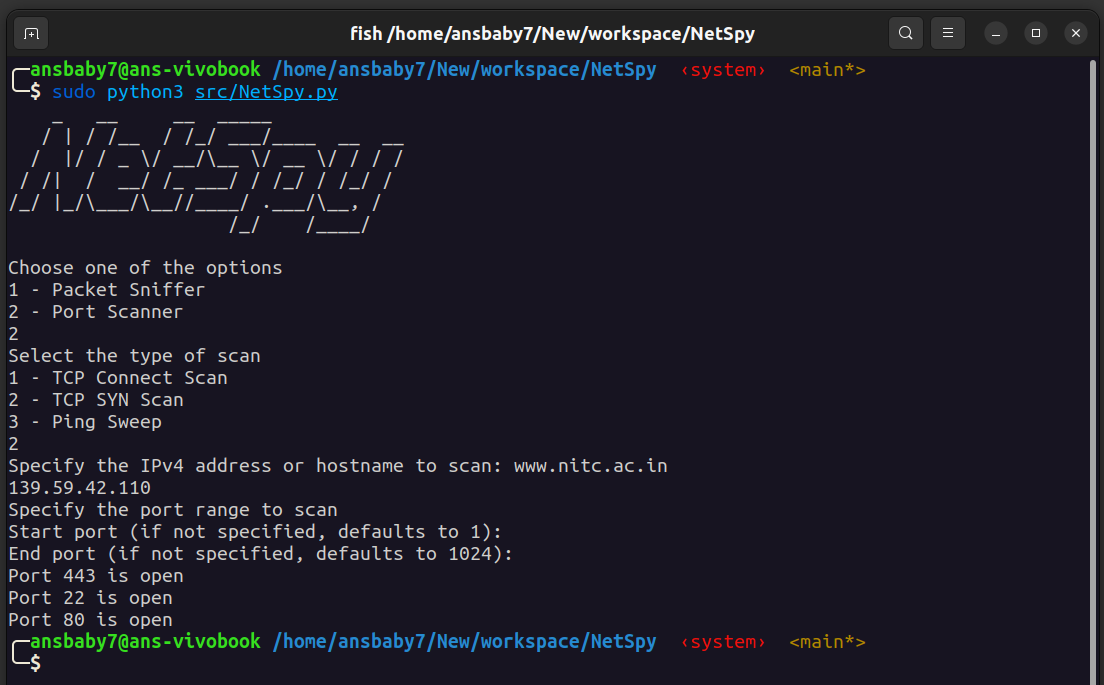 fish /home/ansbaby7/New/workspace/NetSpy
ansbaby7@ans-vivobook /home/ansbaby7/New/workspace/NetSpy ‹system› <main*>
$ sudo python3 src/NetSpy.py
NetSpy
Choose one of the options
1 - Packet Sniffer
2 - Port Scanner
2
Select the type of scan
1 - TCP Connect Scan
2 - TCP SYN Scan
3 - Ping Sweep
2
Specify the IPv4 address or hostname to scan: www.nitc.ac.in
139.59.42.110
Specify the port range to scan
Start port (if not specified, defaults to 1):
End port (if not specified, defaults to 1024):
Port 443 is open
Port 22 is open
Port 80 is open
ansbaby7@ans-vivobook /home/ansbaby7/New/workspace/NetSpy ‹system› <main*>
$